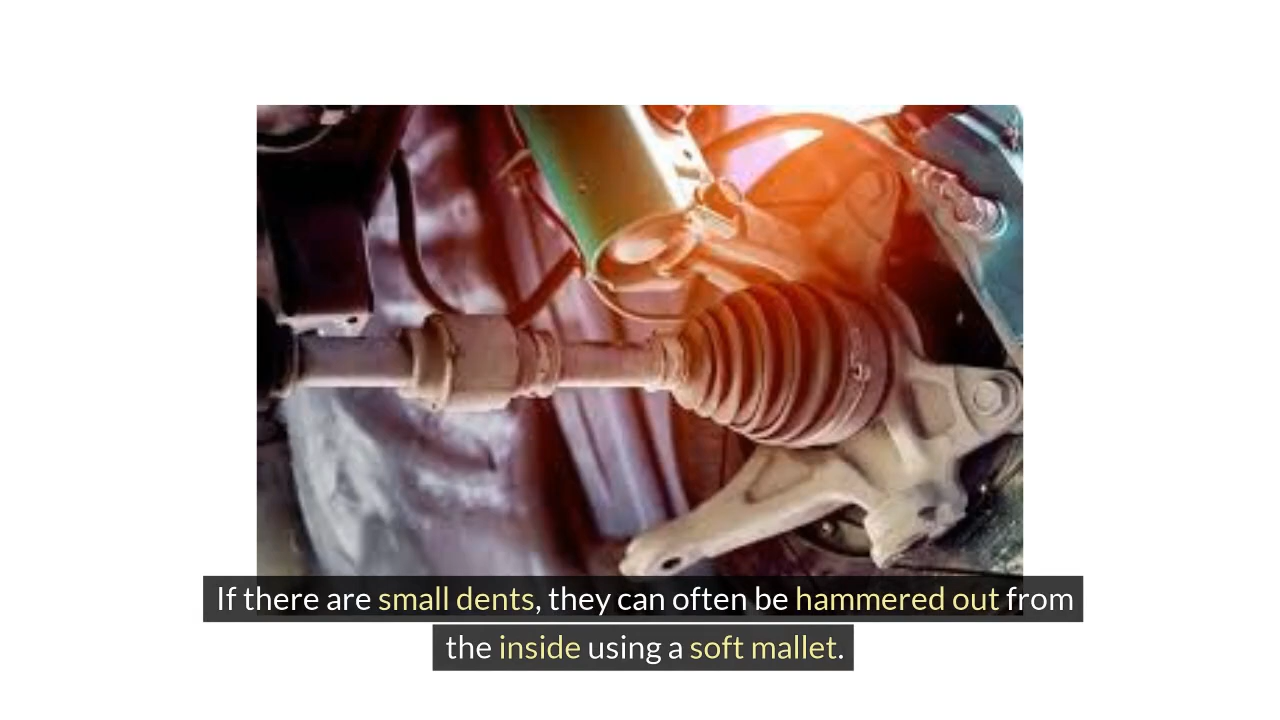 If there are small dents, they can often be hammered out from
the inside using a soft mallet.